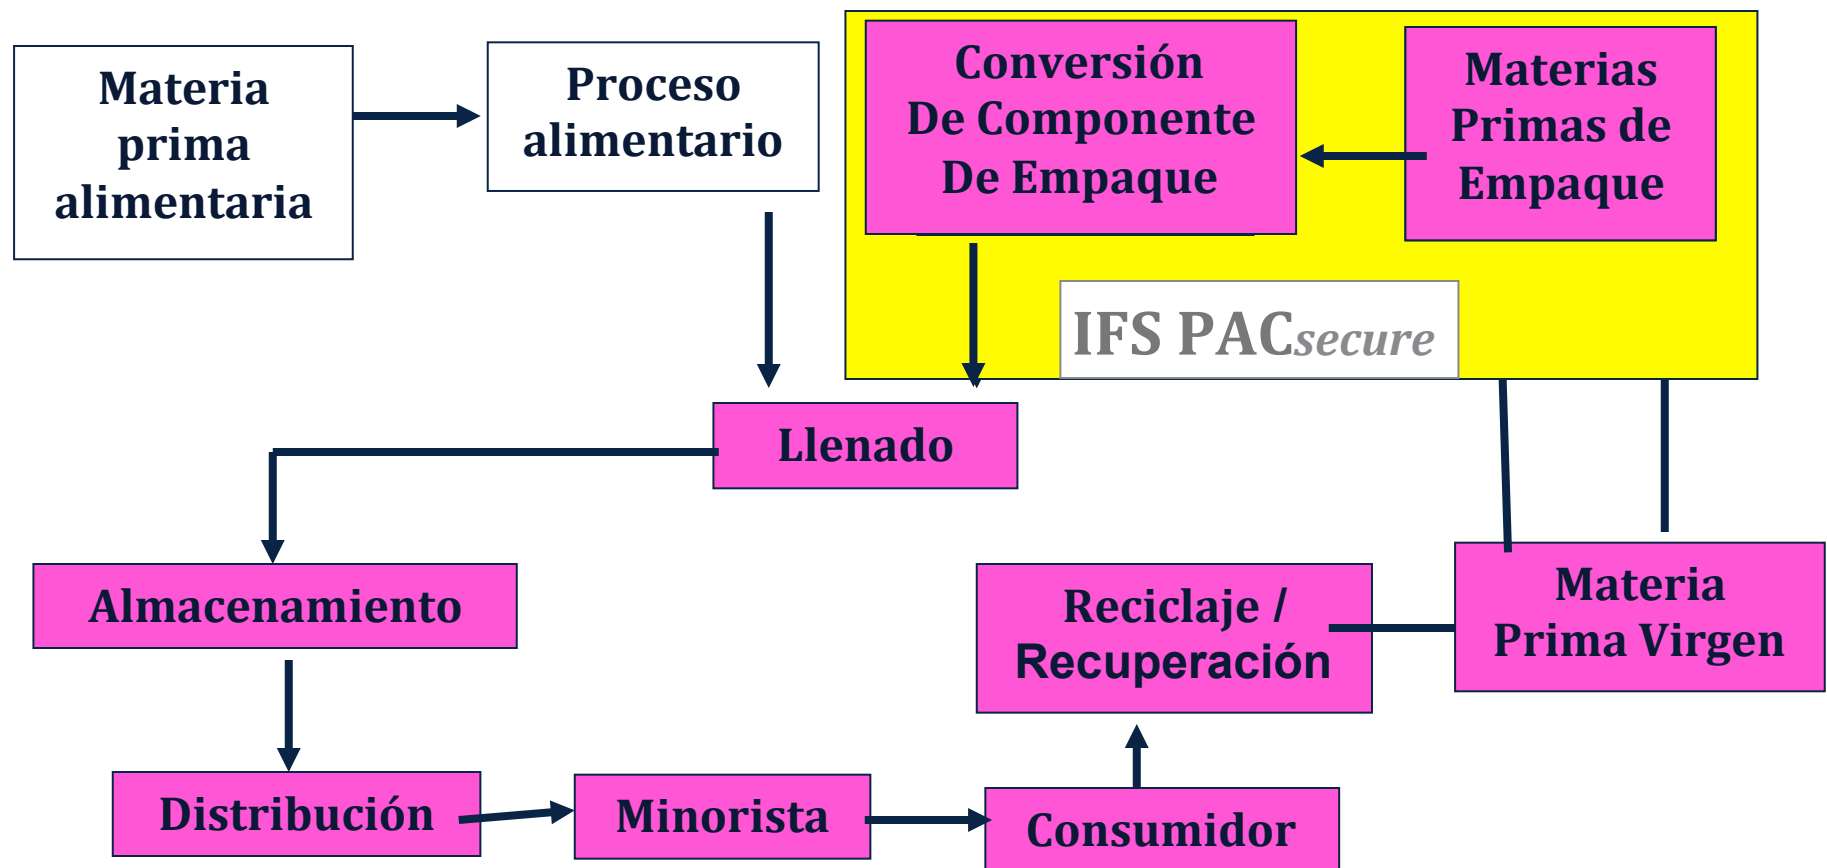 Materia
prima
alimentaria
Proceso
alimentario
Conversión
De Componente
De Empaque
Materias
Primas de
Empaque
IFS PACsecure
Llenado
Almacenamiento
Reciclaje /
Recuperación
Materia
Prima Virgen
Distribución
Minorista
Consumidor